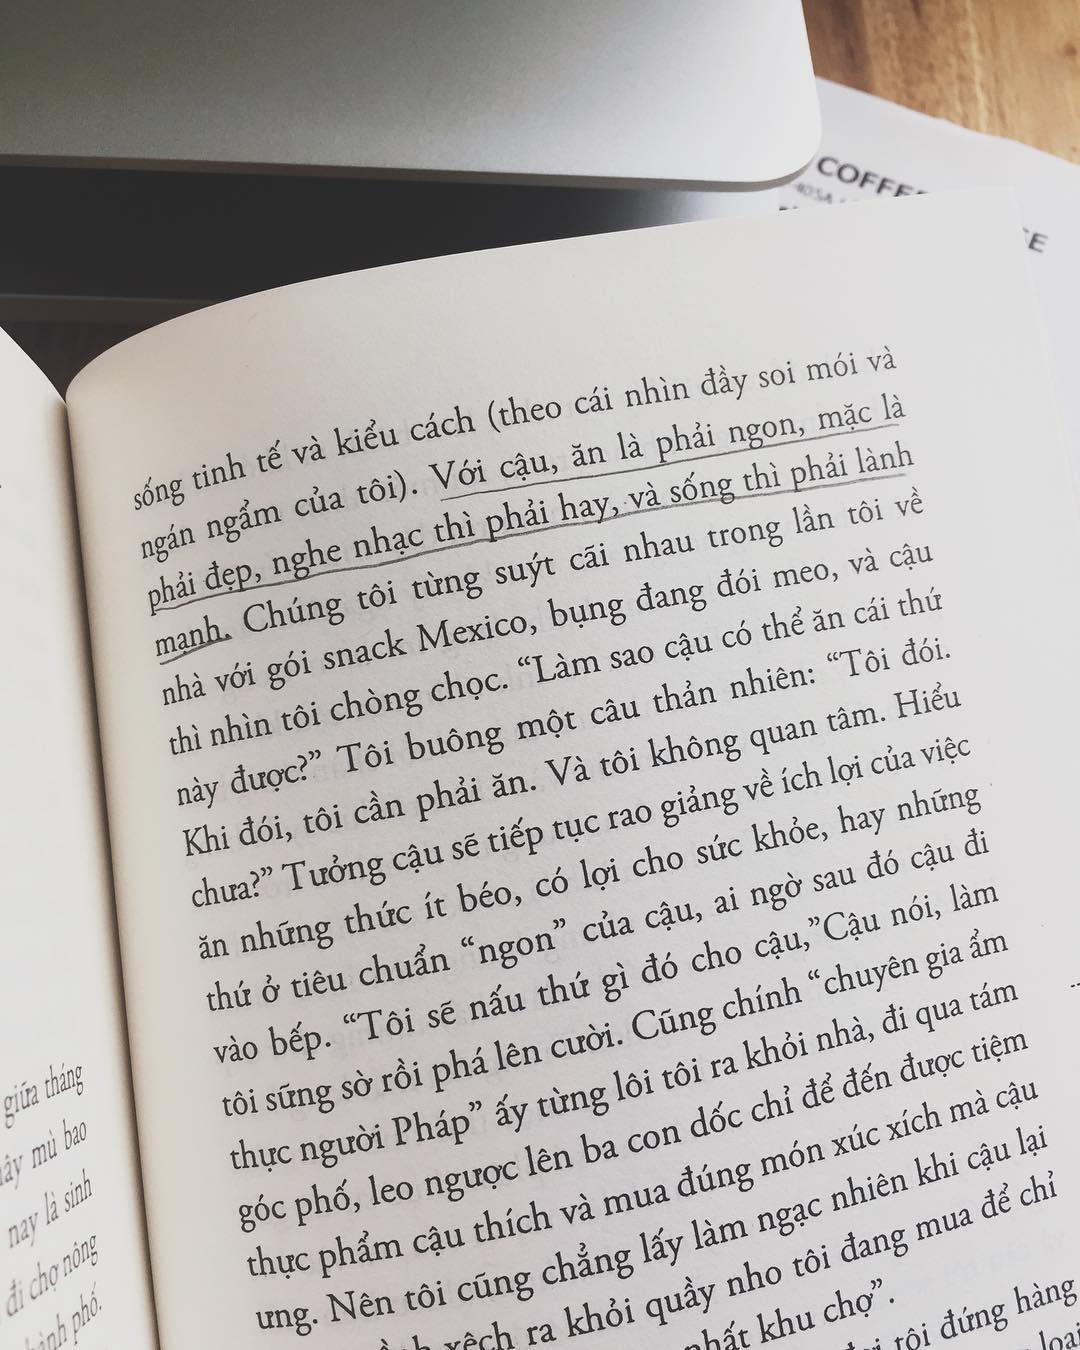 COFFEE
giữa tháng
mù bao
nay là sinh
đi chợ nông
phố.
sống tinh tế và kiểu cách (theo cái nhìn đầy soi mói và
ngán ngẩm của tôi). Với cậu, ăn là phải ngon, mặc là
phải đẹp, nghe nhạc thì phải hay, và sống thì phải lành
mạnh. Chúng tôi từng suýt cãi nhau trong lần tôi về
nhà với gói snack Mexico, bụng đang đói meo, và cậu
thì nhìn tôi chòng chọc. “Làm sao cậu có thể ăn cái thứ
này được?” Tôi buông một câu thản nhiên: “Tôi đói.
Khi đói, tôi cần phải ăn. Và tôi không quan tâm. Hiểu
chưa?” Tưởng cậu sẽ tiếp tục rao giảng về ích lợi của việc
ăn những thức ít béo, có lợi cho sức khỏe, hay những
thứ ở tiêu chuẩn “ngon” của cậu, ai ngờ sau đó cậu đi
vào bếp. “Tôi sẽ nấu thứ gì đó cho cậu,”Cậu nói, làm
tôi sững sờ rồi phá lên cười. Cũng chính “chuyên gia ẩm
thực người Pháp” ấy từng lôi tôi ra khỏi nhà, đi qua tám
góc phố, leo ngược lên ba con dốc chỉ để đến được tiệm
thực phẩm cậu thích và mua đúng món xúc xích mà cậu
ưng. Nên tôi cũng chẳng lấy làm ngạc nhiên khi cậu lại
xệch ra khỏi quầy nho tôi đang mua để chỉ
nhất khu chợ”.
tôi đứng hàng
loại